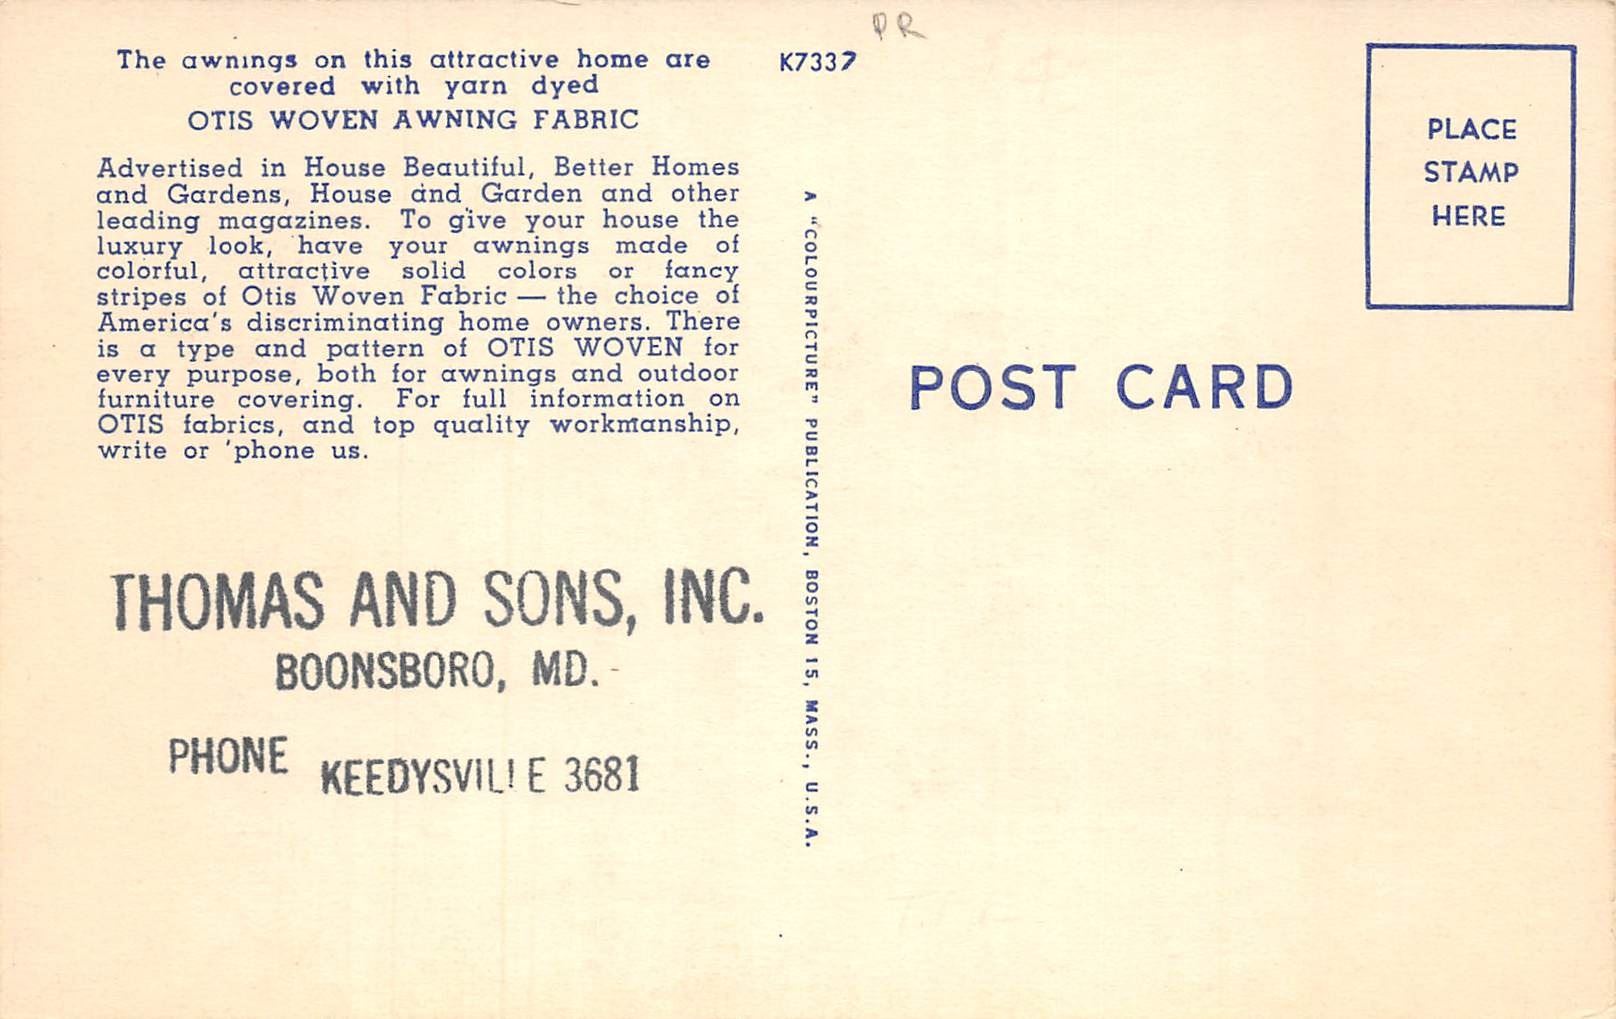 PR
The awnings on this attractive home are
covered with yarn dyed
OTIS WOVEN AWNING FABRIC
Advertised in House Beautiful, Better Homes
and Gardens, House and Garden and other
leading magazines. To give your house the
luxury look, have your awnings made of
colorful, attractive solid colors or fancy
stripes of Otis Woven Fabric — the choice of
America's discriminating home owners. There
is a type and pattern of OTIS WOVEN for
every purpose, both for awnings and outdoor
furniture covering. For full information on
OTIS fabrics, and top quality workmanship,
write or 'phone us.
THOMAS AND SONS, INC.
BOONSBORO, MD.
PHONE KEEDYSVILLE 3681
K7337
A "COLOURPICTURE" PUBLICATION, BOSTON 15, MASS., U.S.A.
POST CARD
PLACE
STAMP
HERE